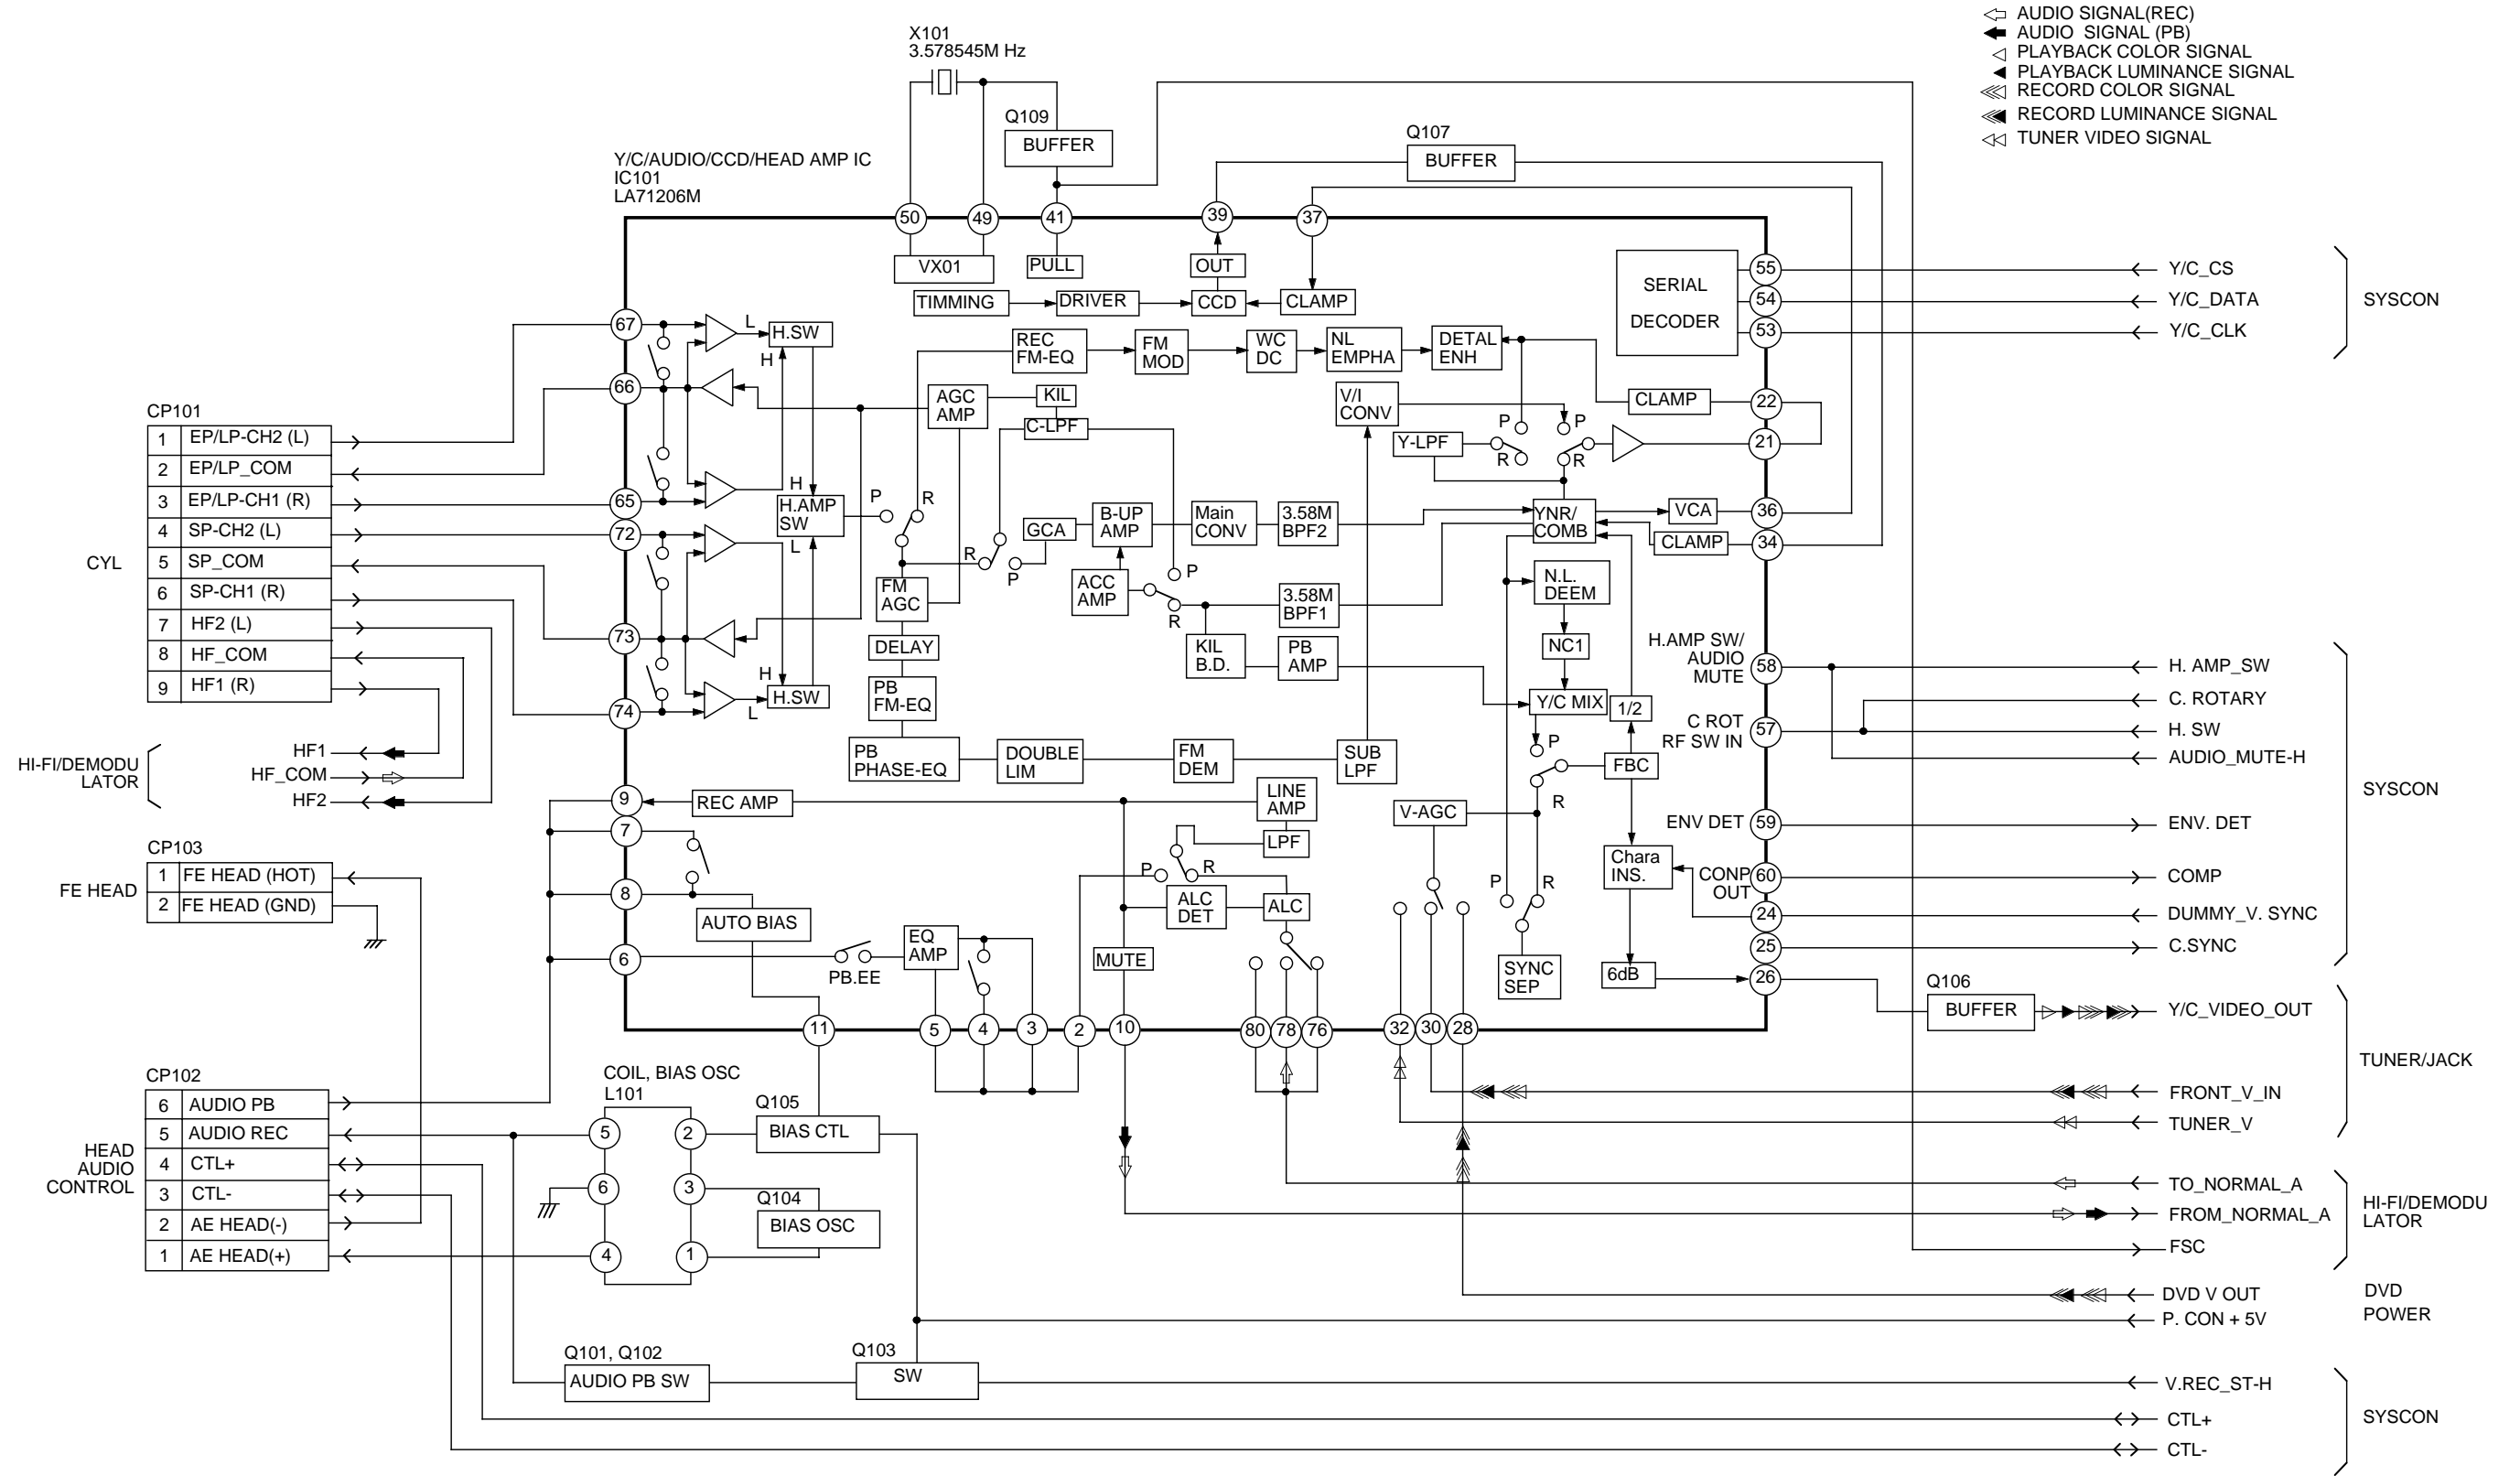 AUDIO SIGNAL(REC)
AUDIO SIGNAL (PB)
PLAYBACK COLOR SIGNAL
PLAYBACK LUMINANCE SIGNAL
RECORD COLOR SIGNAL
RECORD LUMINANCE SIGNAL
TUNER VIDEO SIGNAL
X101
3.578545M Hz
Q109
BUFFER
Q107
BUFFER
Y/C/AUDIO/CCD/HEAD AMP IC
IC101
LA71206M
50
49
41
39
37
VX01
PULL
OUT
TIMMING
DRIVER
CCD
CLAMP
SERIAL
DECODER
55
54
53
Y/C_CS
Y/C_DATA
Y/C_CLK
SYSCON
67
L
H.SW
H
REC
FM-EQ
FM
MOD
WC
DC
NL
EMPHA
DETAL
ENH
66
AGC
AMP
KIL
C-LPF
V/I
CONV
CLAMP
22
P
P
Y-LPF
R
R
21
CP101
1 EP/LP-CH2 (L)
2 EP/LP_COM
3 EP/LP-CH1 (R)
4 SP-CH2 (L)
5 SP_COM
6 SP-CH1 (R)
7 HF2 (L)
8 HF_COM
9 HF1 (R)
CYL
65
72
H
H.AMP
SW
L
P
R
R
P
GCA
B-UP
AMP
Main
CONV
3.58M
BPF2
YNR/
COMB
VCA
36
CLAMP
34
FM
AGC
ACC
AMP
P
R
3.58M
BPF1
N.L.
DEEM
73
DELAY
KIL
B.D.
PB
AMP
NC1
H.AMP SW/
AUDIO
MUTE
58
H. AMP_SW
C. ROTARY
H
H.SW
L
74
PB
FM-EQ
Y/C MIX
1/2
C ROT
RF SW IN
57
H. SW
AUDIO_MUTE-H
SYSCON
HI-FI/DEMODU
LATOR
HF1
HF_COM
HF2
PB
PHASE-EQ
DOUBLE
LIM
FM
DEM
SUB
LPF
P
R
FBC
9
REC AMP
LINE
AMP
V-AGC
7
LPF
ENV DET
59
ENV. DET
CP103
1 FE HEAD (HOT)
2 FE HEAD (GND)
FE HEAD
8
AUTO BIAS
P
R
ALC
DET
ALC
P
R
Chara
INS.
CONP
OUT
60
COMP
24
DUMMY_V. SYNC
25
C.SYNC
6
PB.EE
EQ
AMP
MUTE
SYNC
SEP
6dB
26
Q106
BUFFER
Y/C_VIDEO_OUT
11
5
4
3
2
10
80
78
76
32
30
28
TUNER/JACK
FRONT_V_IN
TUNER_V
CP102
6 AUDIO PB
5 AUDIO REC
4 CTL+
3 CTL-
2 AE HEAD(-)
1 AE HEAD(+)
HEAD
AUDIO
CONTROL
COIL, BIAS OSC
L101
5
2
6
3
4
1
Q105
BIAS CTL
Q104
BIAS OSC
TO_NORMAL_A
FROM_NORMAL_A
FSC
HI-FI/DEMODU
LATOR
DVD V OUT
DVD
P. CON + 5V
POWER
Q101, Q102
AUDIO PB SW
Q103
SW
V.REC_ST-H
CTL+
CTL-
SYSCON